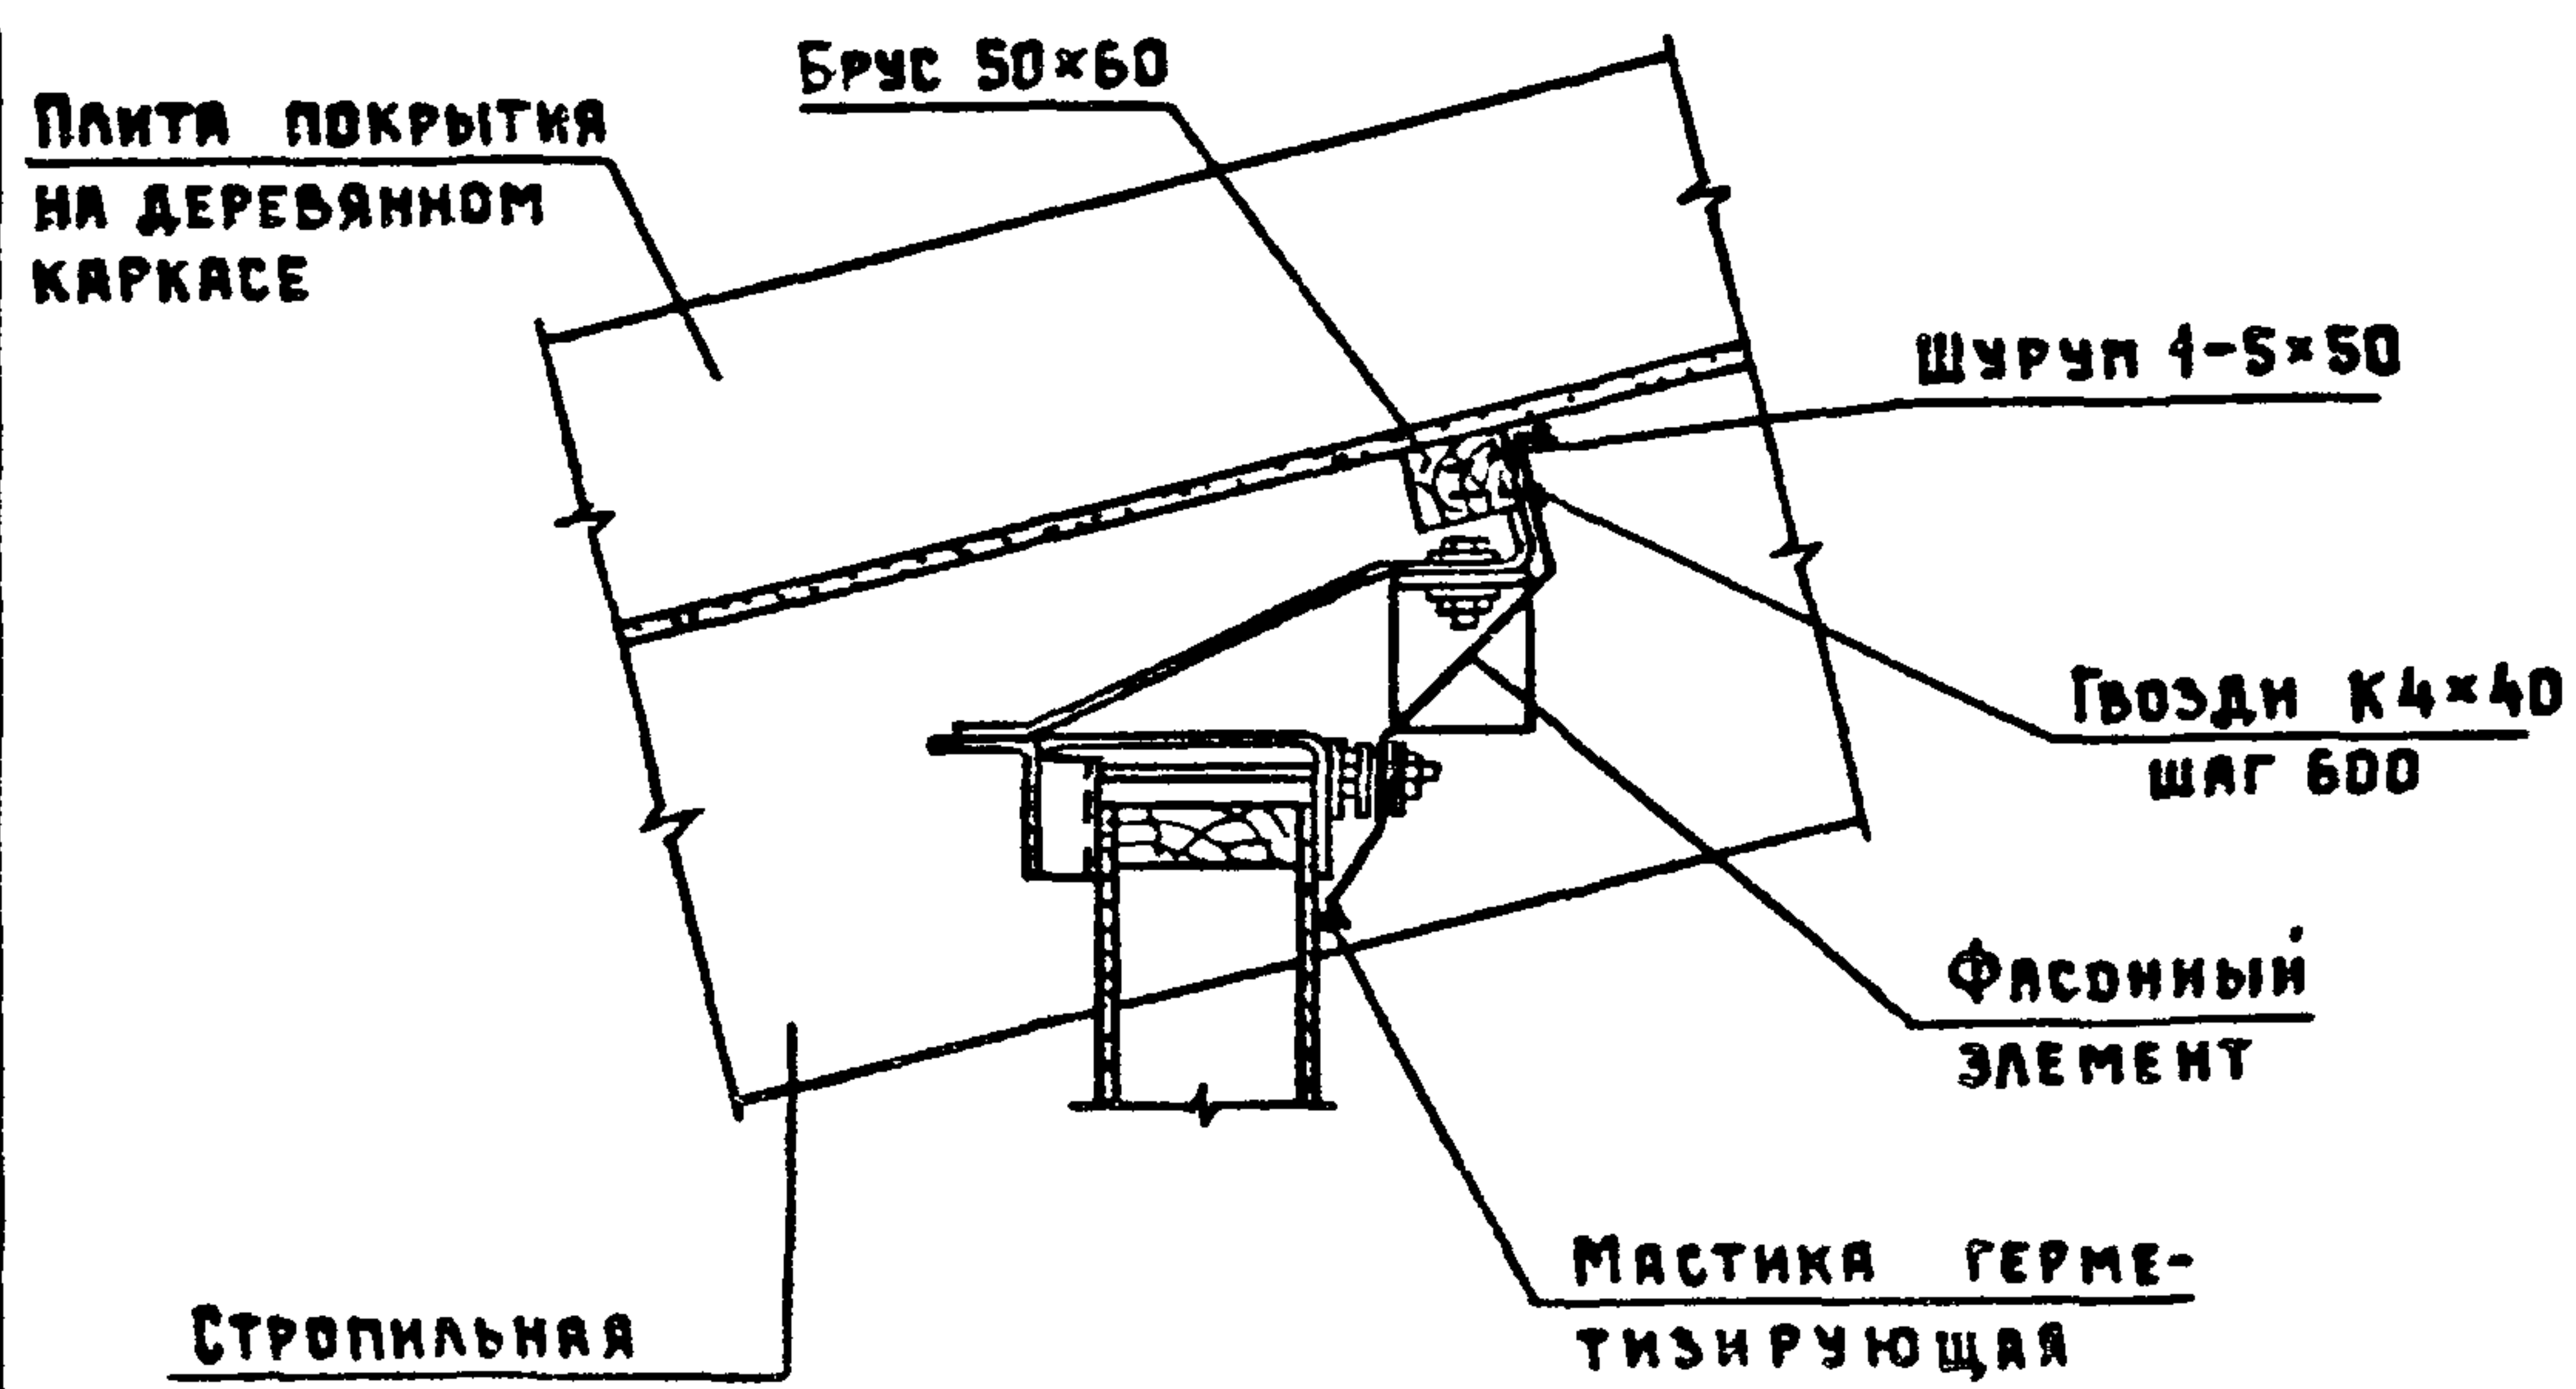 Брус 50×60
Плита покрытия
на деревянном
каркасе
Шуруп 1-5×50
Гвозди К4×40
шаг 600
Фасонный
элемент
Мастика герме-
тизирующая
Стропильная